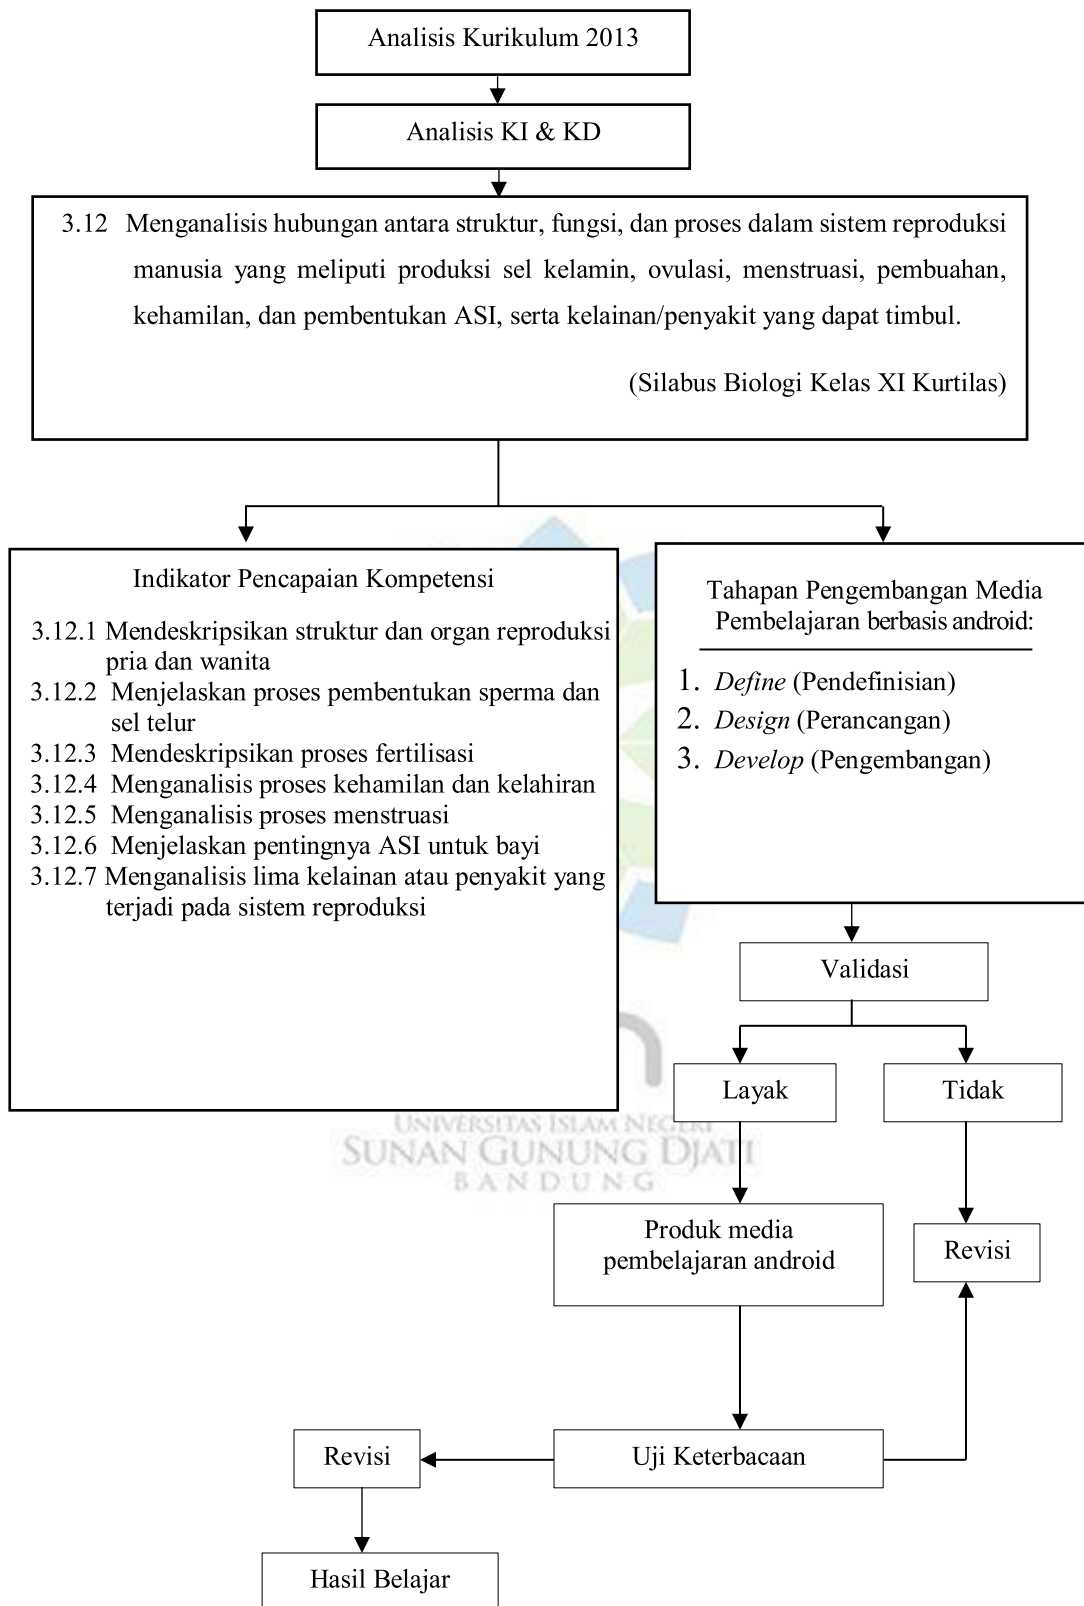 Analisis Kurikulum 2013
Analisis KI & KD
3.12 Menganalisis hubungan antara struktur, fungsi, dan proses dalam sistem reproduksi
manusia yang meliputi produksi sel kelamin, ovulasi, menstruasi, pembuahan,
kehamilan, dan pembentukan ASI, serta kelainan/penyakit yang dapat timbul.
(Silabus Biologi Kelas XI Kurtilas)
Indikator Pencapaian Kompetensi
3.12.1 Mendeskripsikan struktur dan organ reproduksi
pria dan wanita
3.12.2 Menjelaskan proses pembentukan sperma dan
sel telur
3.12.3 Mendeskripsikan proses fertilisasi
3.12.4 Menganalisis proses kehamilan dan kelahiran
3.12.5 Menganalisis proses menstruasi
3.12.6 Menjelaskan pentingnya ASI untuk bayi
3.12.7 Menganalisis lima kelainan atau penyakit yang
terjadi pada sistem reproduksi
Tahapan Pengembangan Media
Pembelajaran berbasis android:
1. Define (Pendefinisian)
2. Design (Perancangan)
3. Develop (Pengembangan)
Validasi
Layak
Tidak
UNIVERSITAS ISLAM NEGERI
SUNAN GUNUNG DJATI
BANDUNG
Produk media
pembelajaran android
Revisi
Revisi
Uji Keterbacaan
Hasil Belajar